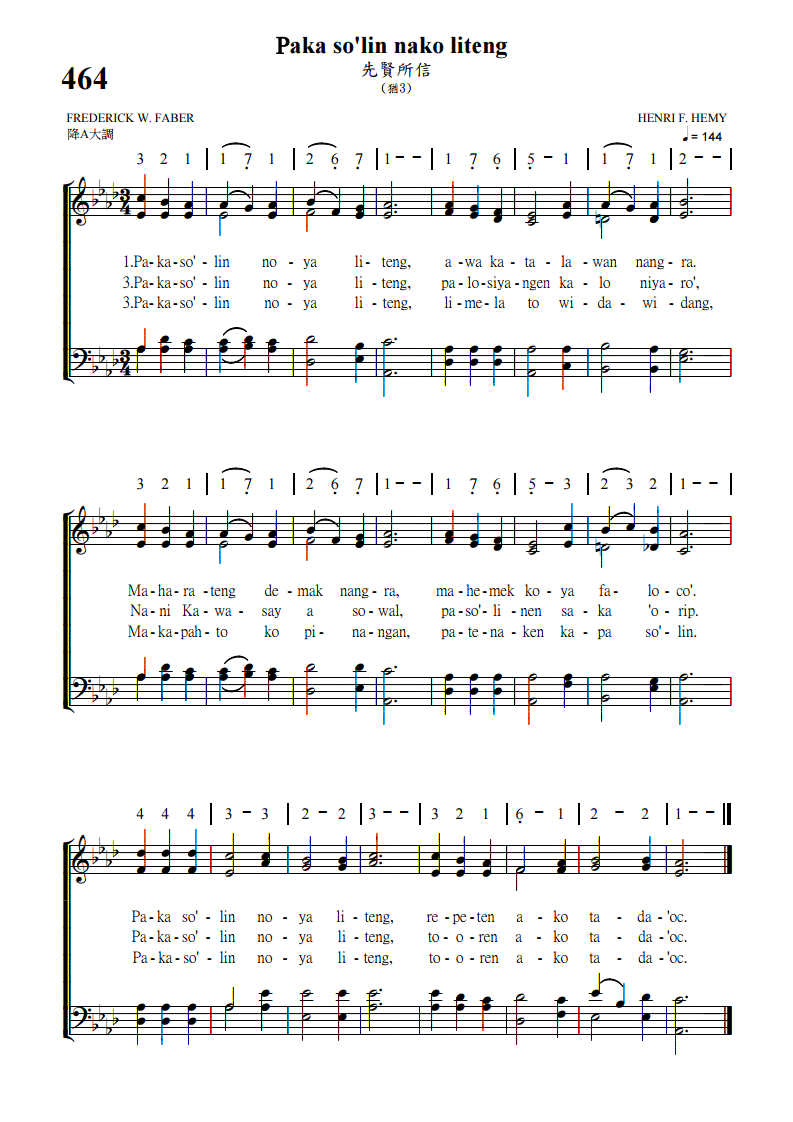 Paka so'lin nako liteng
464
先賢所信
(猶3)
FREDERICK W. FABER
HENRI F. HEMY
降A大調
♩= 144
3 2 1 | 1 7̣ 1 | 2 6̣ 7̣ | 1 - - | 1 7̣ 6̣ | 5̣ - 1 | 1 7̣ 1 | 2 - - |
1.Pa-ka-so'-lin no-ya li-teng, a-wa ka-ta-la-wan nang-ra.
3.Pa-ka-so'-lin no-ya li-teng, pa-lo-siya-ngen ka-lo niya-ro',
3.Pa-ka-so'-lin no-ya li-teng, li-me-la to wi-da-wi-dang,
3 2 1 | 1 7̣ 1 | 2 6̣ 7̣ | 1 - - | 1 7̣ 6̣ | 5̣ - 3 | 2 3 2 | 1 - - |
Ma-ha-ra-teng de-mak nang-ra, ma-he-mek ko-ya fa-lo-co'.
Na-ni Ka-wa-say a so-wal, pa-so'-li-nen sa-ka 'o-rip.
Ma-ka-pah-to ko pi-na-ngan, pa-te-na-ken ka-pa so'-lin.
4 4 4 | 3 - 3 | 2 - 2 | 3 - - | 3 2 1 | 6̣ - 1 | 2 - 2 | 1 - - ‖
Pa-ka so'-lin no-ya li-teng, re-pe-ten a-ko ta-da-'oc.
Pa-ka-so'-lin no-ya li-teng, to-o-ren a-ko ta-da-'oc.
Pa-ka-so'-lin no-ya li-teng, to-o-ren a-ko ta-da-'oc.